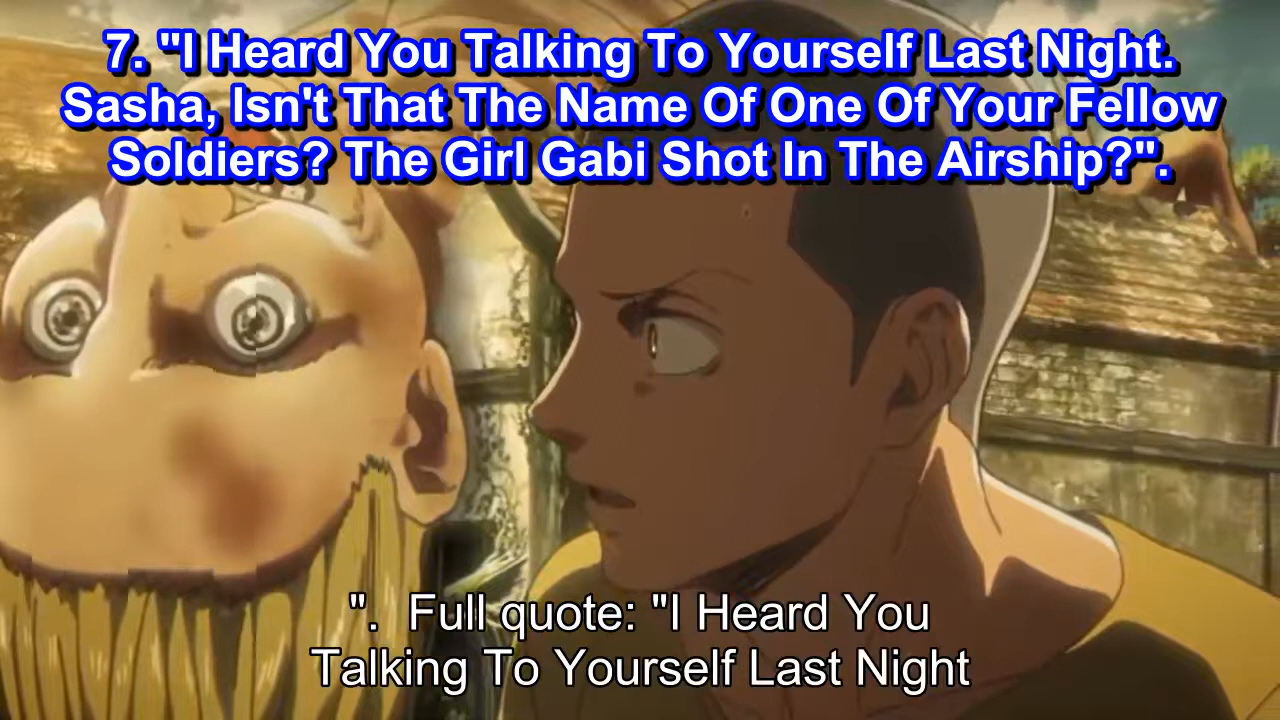 7. "I Heard You Talking To Yourself Last Night.
Sasha, Isn't That The Name Of One Of Your Fellow
Soldiers? The Girl Gabi Shot In The Airship?".
".  Full quote: "I Heard You
Talking To Yourself Last Night